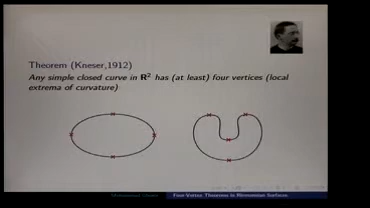 Theorem (Kneser,1912)
Any simple closed curve in R² has (at least) four vertices (local
extrema of curvature)
Four-Vertex Theorems in Riemannian Surfaces